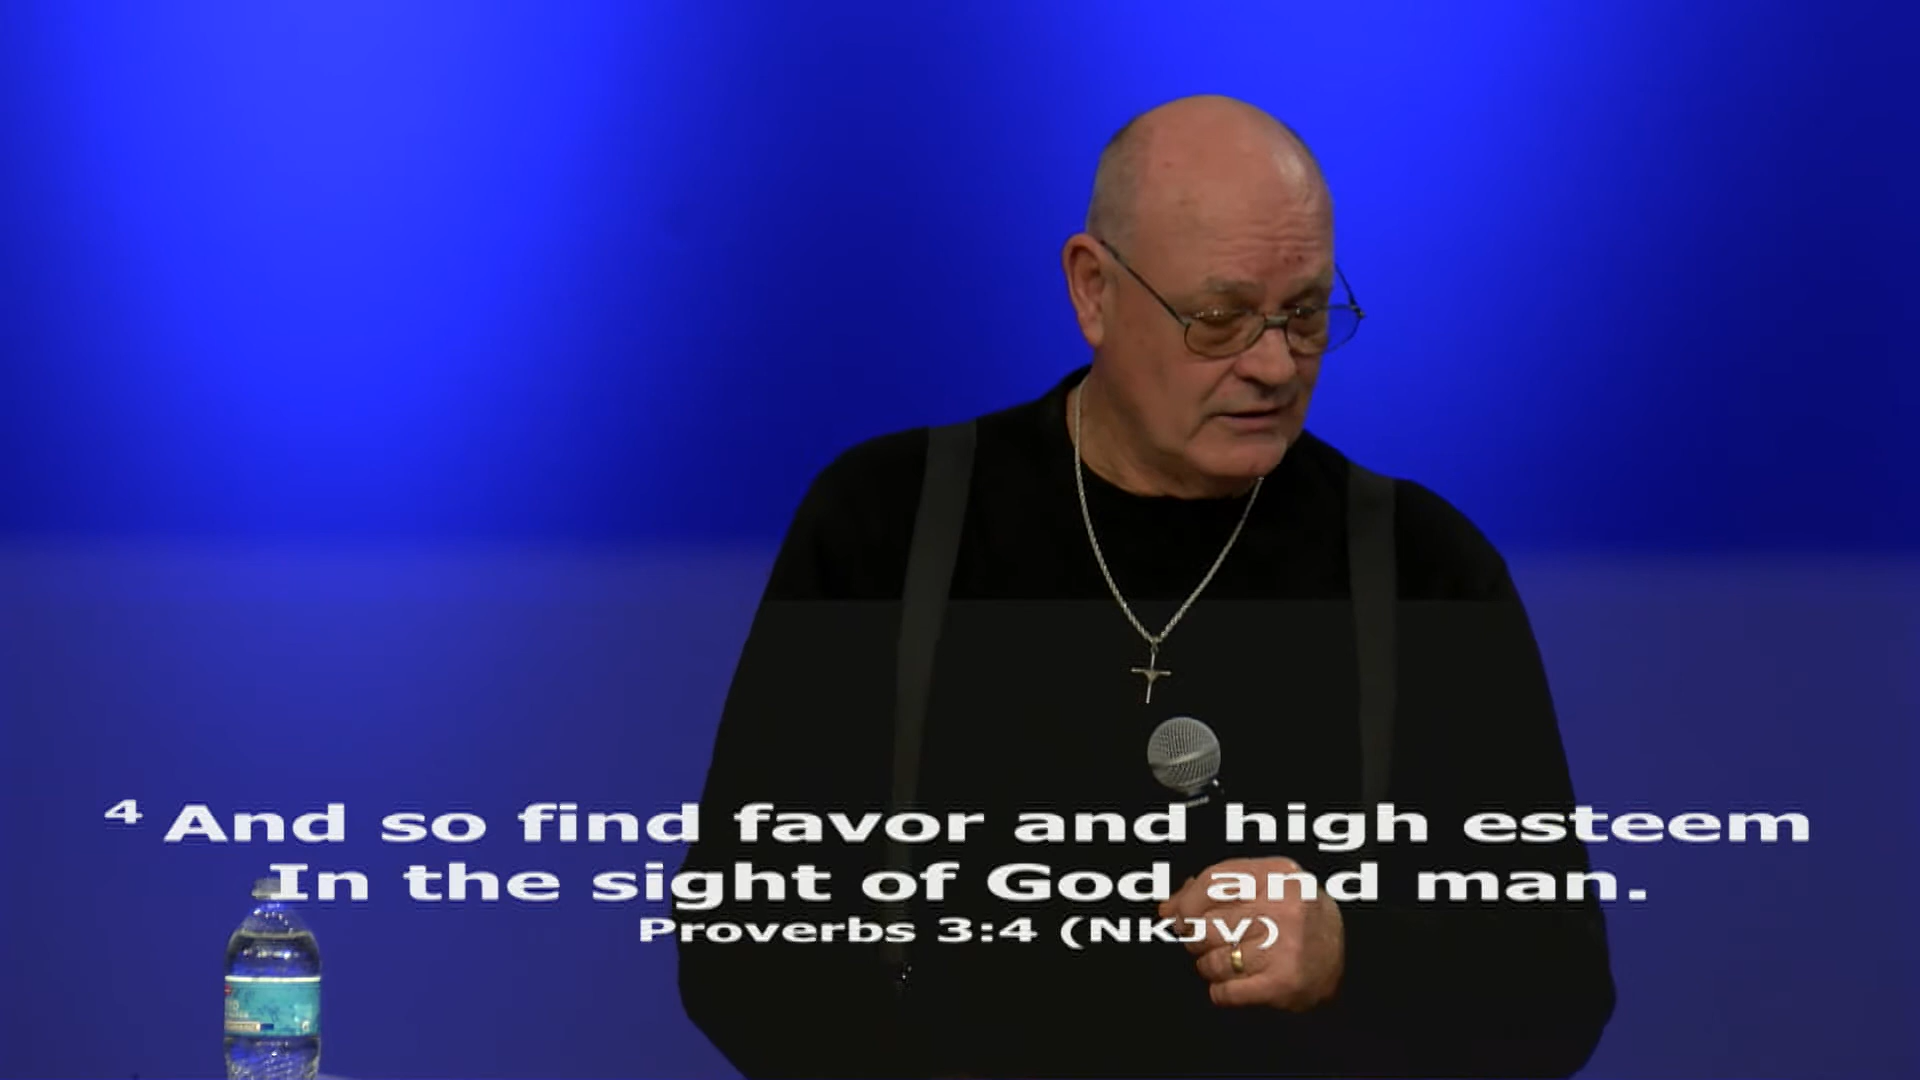 ⁴ And so find favor and high esteem
In the sight of God and man.
Proverbs 3:4 (NKJV)